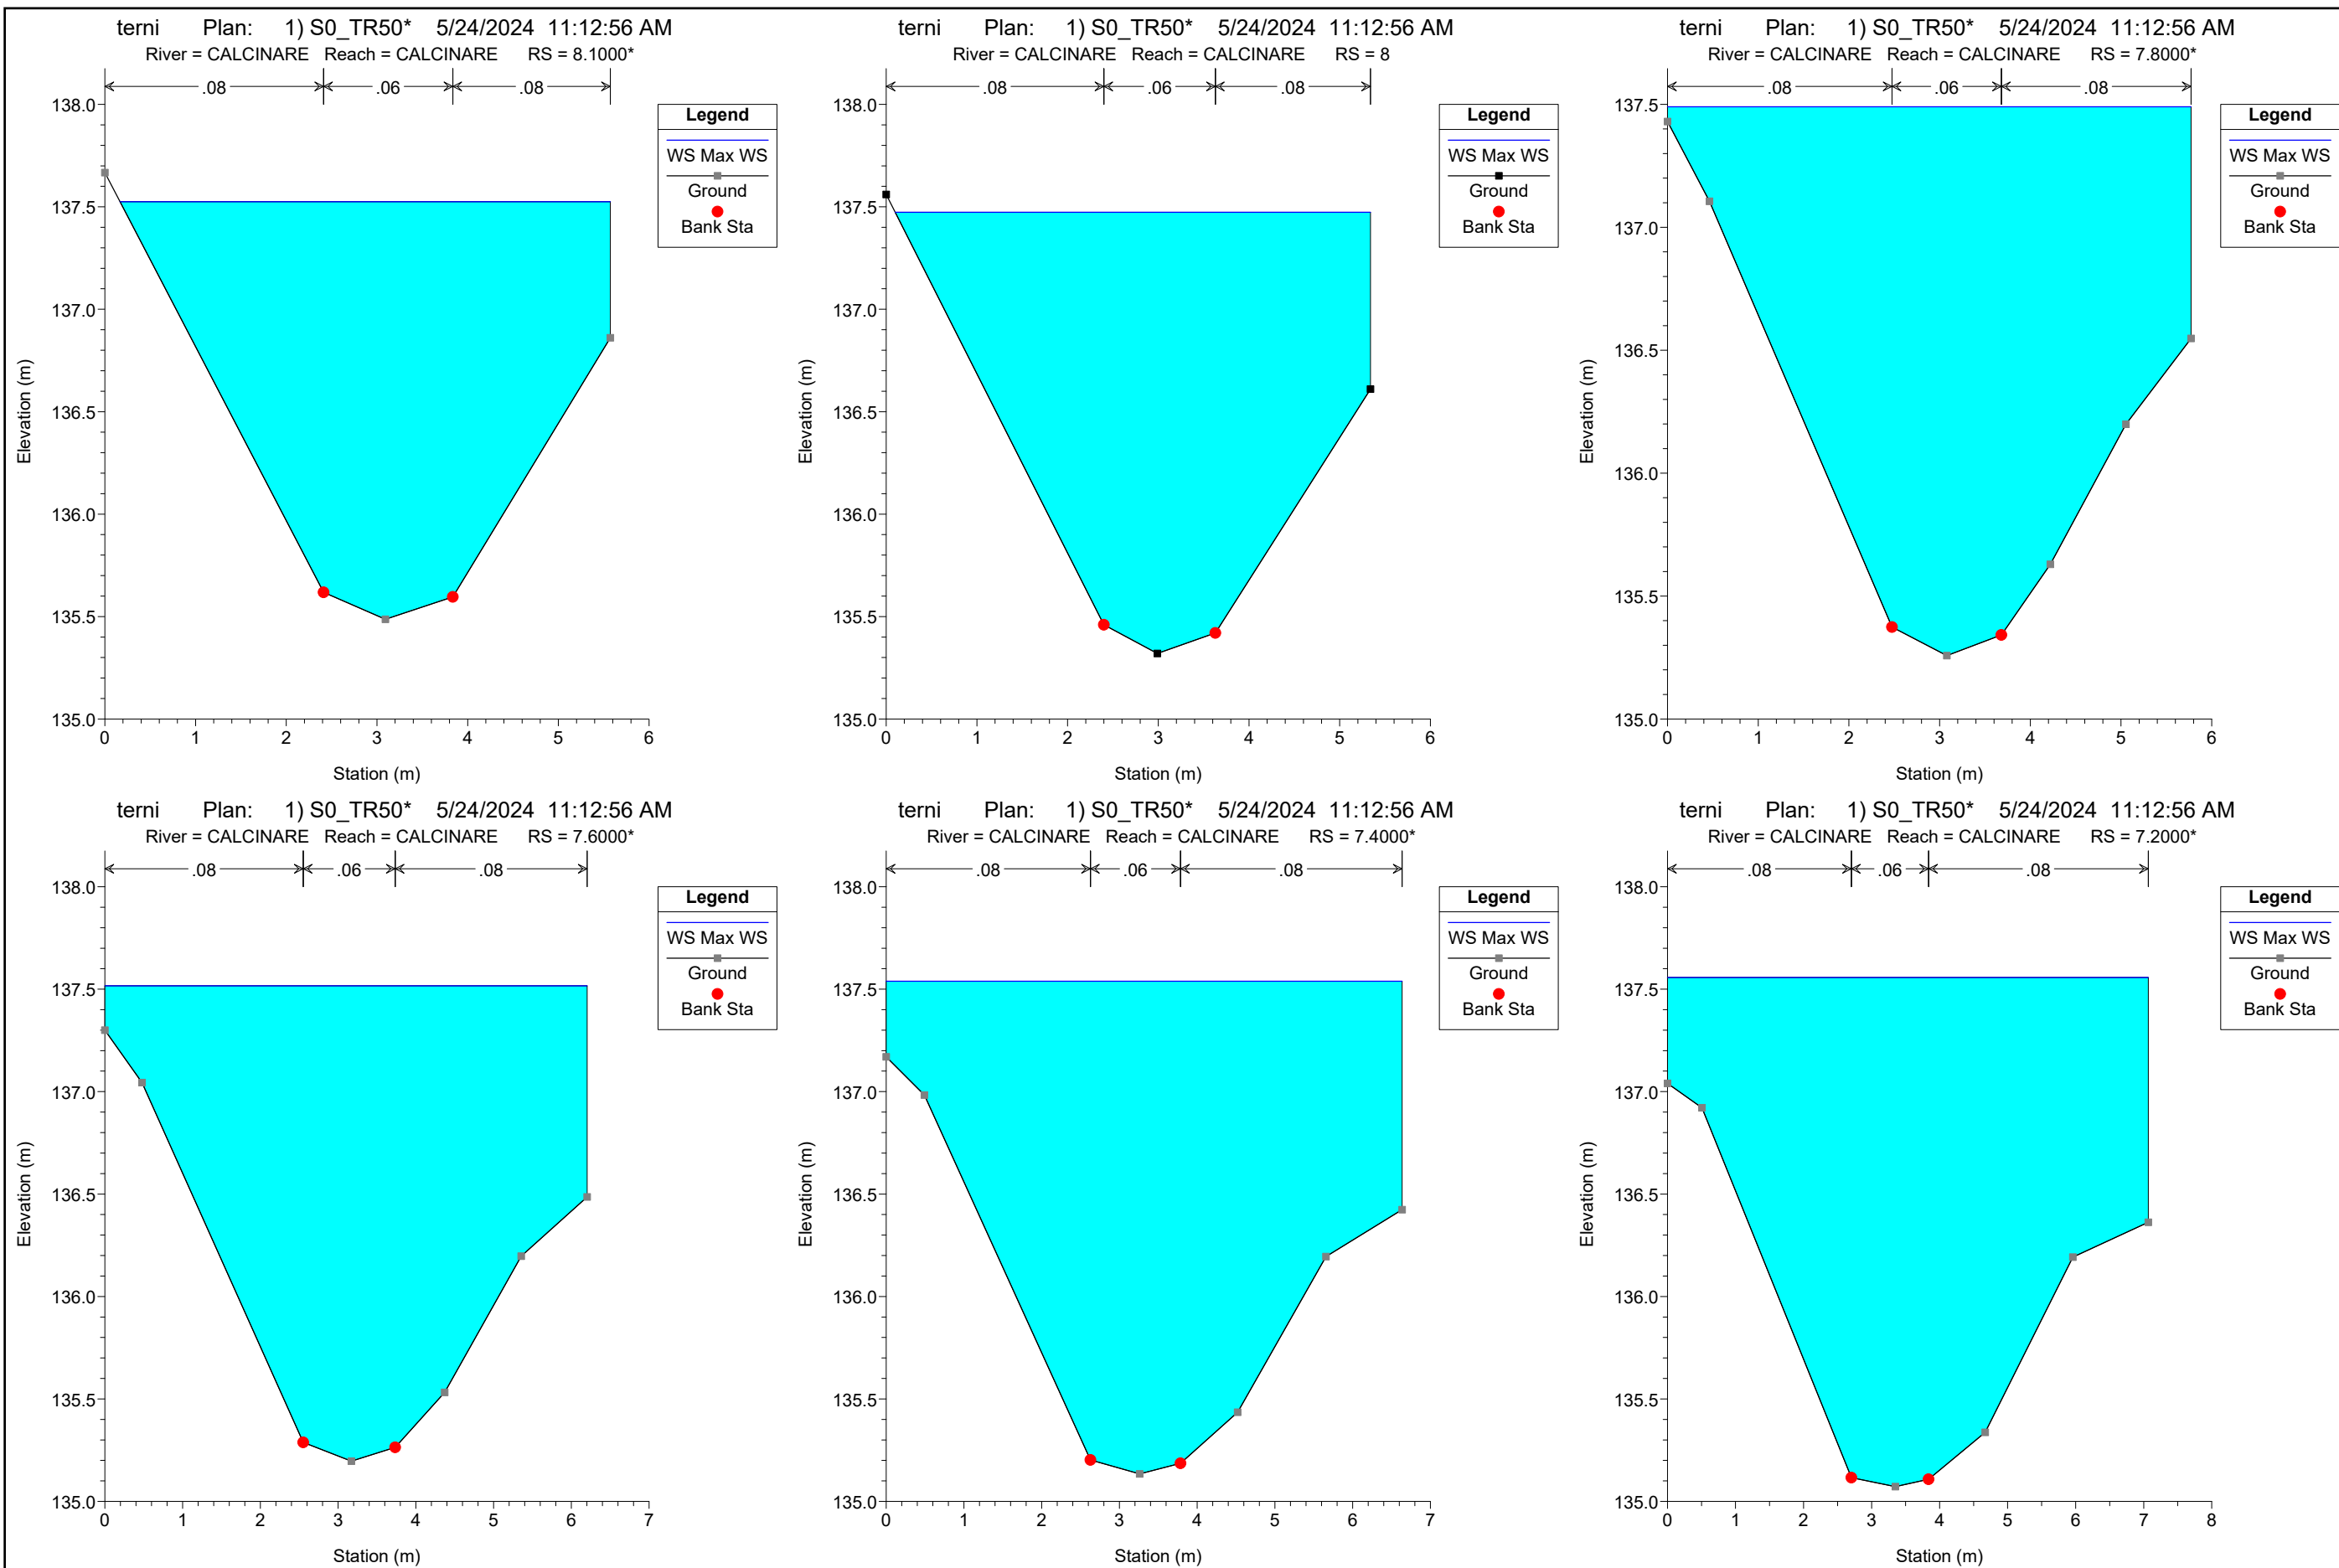 terni Plan: 1) S0_TR50* 5/24/2024 11:12:56 AM
River = CALCINARE Reach = CALCINARE RS = 8.1000*
.08 .06 .08
138.0
137.5
137.0
136.5
136.0
135.5
135.0
0 1 2 3 4 5 6
Station (m)
Elevation (m)
Legend
WS Max WS
Ground
Bank Sta
terni Plan: 1) S0_TR50* 5/24/2024 11:12:56 AM
River = CALCINARE Reach = CALCINARE RS = 8
.08 .06 .08
138.0
137.5
137.0
136.5
136.0
135.5
135.0
0 1 2 3 4 5 6
Station (m)
Elevation (m)
Legend
WS Max WS
Ground
Bank Sta
terni Plan: 1) S0_TR50* 5/24/2024 11:12:56 AM
River = CALCINARE Reach = CALCINARE RS = 7.8000*
.08 .06 .08
137.5
137.0
136.5
136.0
135.5
135.0
0 1 2 3 4 5 6
Station (m)
Elevation (m)
Legend
WS Max WS
Ground
Bank Sta
terni Plan: 1) S0_TR50* 5/24/2024 11:12:56 AM
River = CALCINARE Reach = CALCINARE RS = 7.6000*
.08 .06 .08
138.0
137.5
137.0
136.5
136.0
135.5
135.0
0 1 2 3 4 5 6 7
Station (m)
Elevation (m)
Legend
WS Max WS
Ground
Bank Sta
terni Plan: 1) S0_TR50* 5/24/2024 11:12:56 AM
River = CALCINARE Reach = CALCINARE RS = 7.4000*
.08 .06 .08
138.0
137.5
137.0
136.5
136.0
135.5
135.0
0 1 2 3 4 5 6 7
Station (m)
Elevation (m)
Legend
WS Max WS
Ground
Bank Sta
terni Plan: 1) S0_TR50* 5/24/2024 11:12:56 AM
River = CALCINARE Reach = CALCINARE RS = 7.2000*
.08 .06 .08
138.0
137.5
137.0
136.5
136.0
135.5
135.0
0 1 2 3 4 5 6 7 8
Station (m)
Elevation (m)
Legend
WS Max WS
Ground
Bank Sta